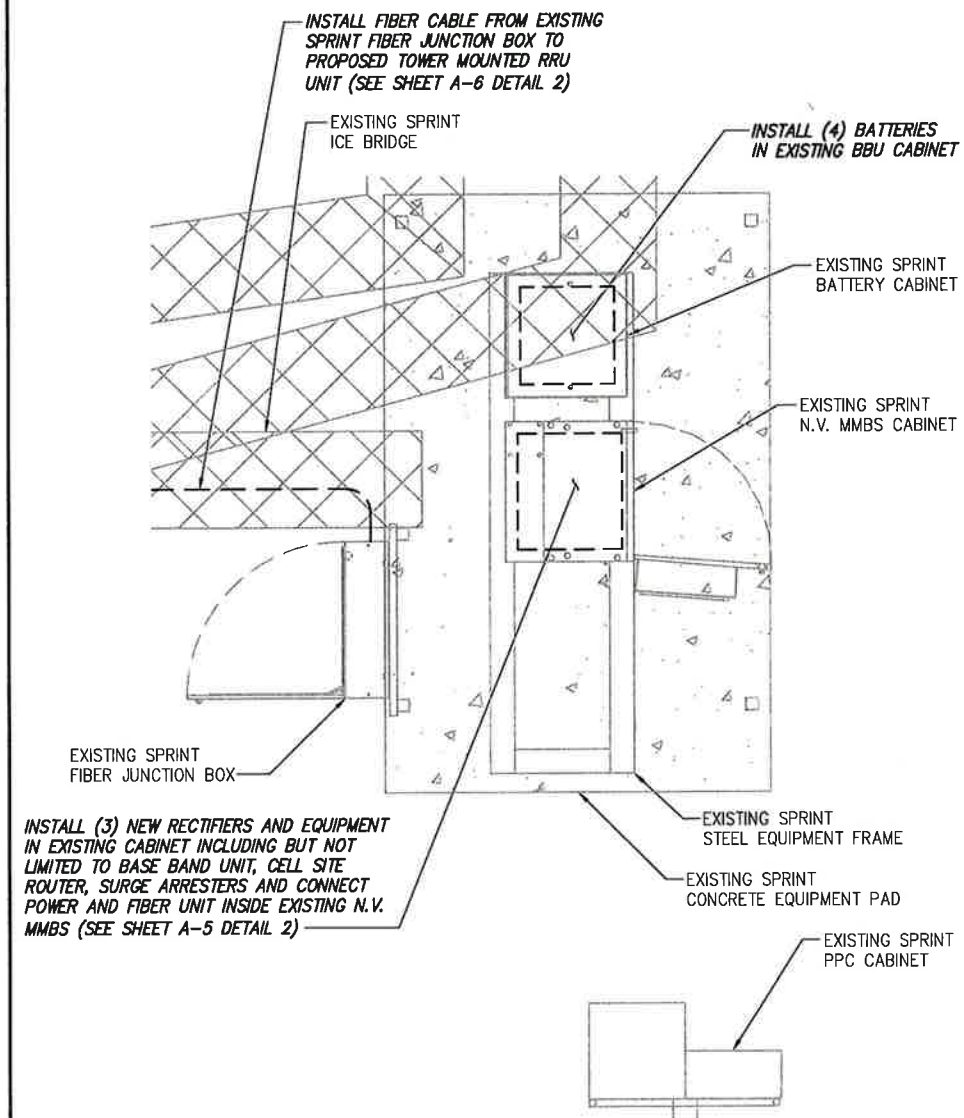 INSTALL FIBER CABLE FROM EXISTING
SPRINT FIBER JUNCTION BOX TO
PROPOSED TOWER MOUNTED RRU
UNIT (SEE SHEET A-6 DETAIL 2)
EXISTING SPRINT
ICE BRIDGE
INSTALL (4) BATTERIES
IN EXISTING BBU CABINET
EXISTING SPRINT
BATTERY CABINET
EXISTING SPRINT
N.V. MMBS CABINET
EXISTING SPRINT
FIBER JUNCTION BOX
INSTALL (3) NEW RECTIFIERS AND EQUIPMENT
IN EXISTING CABINET INCLUDING BUT NOT
LIMITED TO BASE BAND UNIT, CELL SITE
ROUTER, SURGE ARRESTERS AND CONNECT
POWER AND FIBER UNIT INSIDE EXISTING N.V.
MMBS (SEE SHEET A-5 DETAIL 2)
EXISTING SPRINT
STEEL EQUIPMENT FRAME
EXISTING SPRINT
CONCRETE EQUIPMENT PAD
EXISTING SPRINT
PPC CABINET